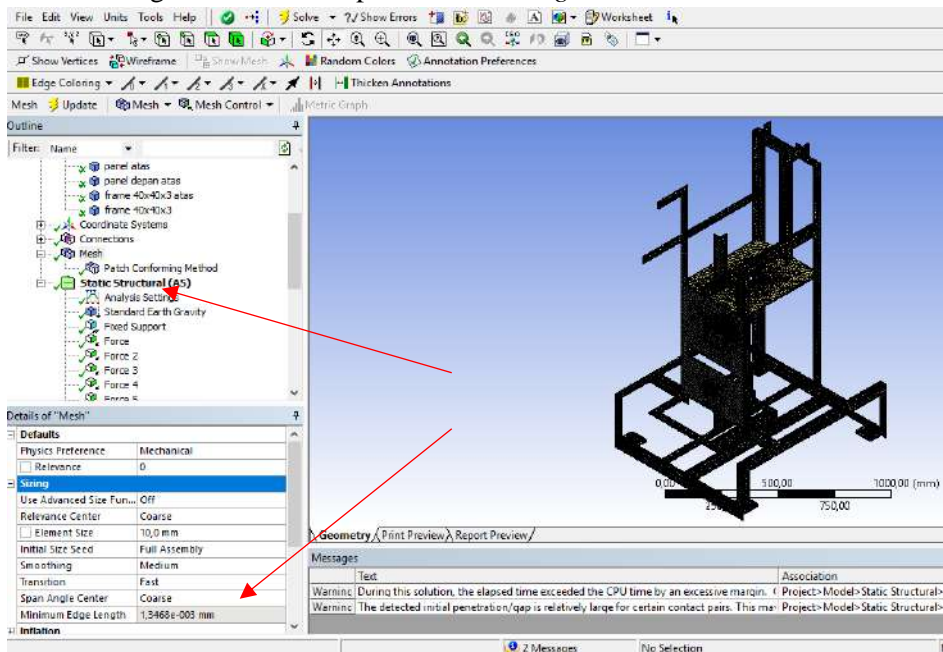 File Edit View Units Tools Help Solve ?/ Show Errors A Worksheet
Show Vertices Wireframe Show Mesh Random Colors Annotation Preferences
Edge Coloring Thicken Annotations
Mesh Update Mesh Mesh Control Metric Graph
Outline
Filter: Name
panel atas
panel depan atas
frame 40x40x3 atas
frame 40x40x3
Coordinate Systems
Connections
Mesh
Patch Conforming Method
Static Structural (A5)
Analysis Settings
Standard Earth Gravity
Fixed Support
Force
Force 2
Force 3
Force 4
Details of "Mesh"
Defaults
Physics Preference Mechanical
Relevance 0
Sizing
Use Advanced Size Fun... Off
Relevance Center Coarse
Element Size 10,0 mm
Initial Size Seed Full Assembly
Smoothing Medium
Transition Fast
Span Angle Center Coarse
Minimum Edge Length 1,3468e-003 mm
Inflation
0,00 500,00 1000,00 (mm)
750,00
Geometry Print Preview Report Preview
Messages
Text Association
Warning During this solution, the elapsed time exceeded the CPU time by an excessive margin. Project>Model>Static Structural>
Warning The detected initial penetration/gap is relatively large for certain contact pairs. This ma Project>Model>Static Structural>
2 Messages No Selection